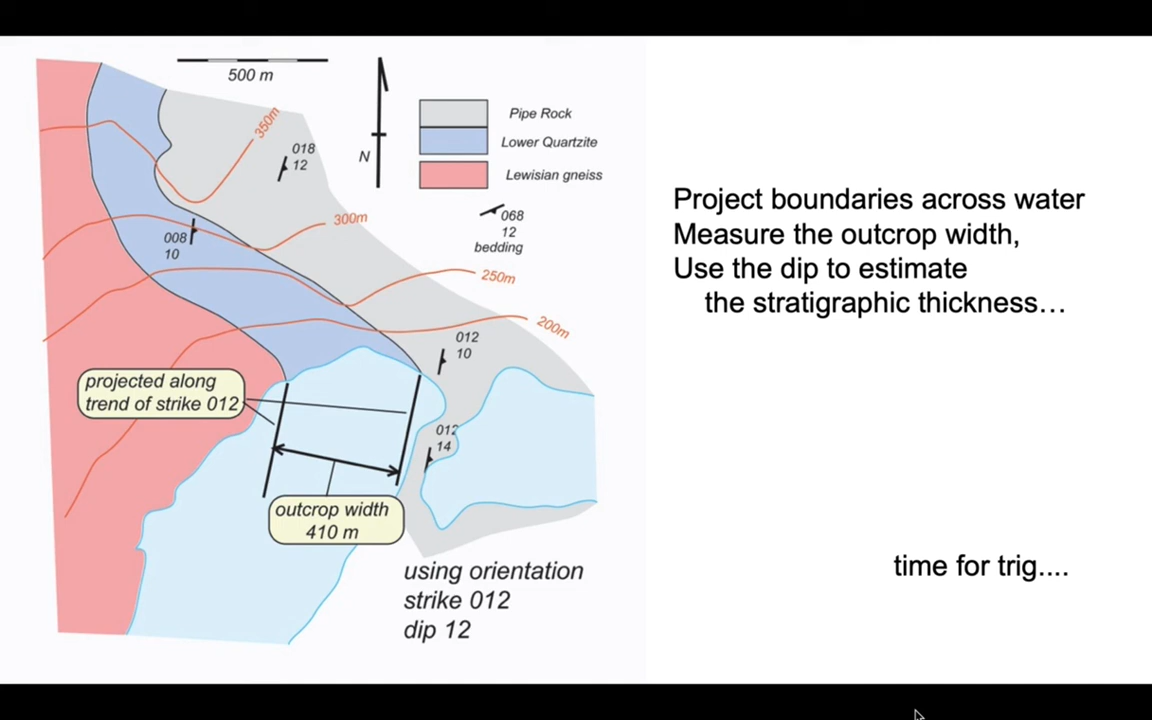 500 m
N
Pipe Rock
Lower Quartzite
Lewisian gneiss
068
12
bedding
350m
018
12
300m
008
10
250m
200m
012
10
012
14
projected along
trend of strike 012
outcrop width
410 m
using orientation
strike 012
dip 12
Project boundaries across water
Measure the outcrop width,
Use the dip to estimate
the stratigraphic thickness…
time for trig....